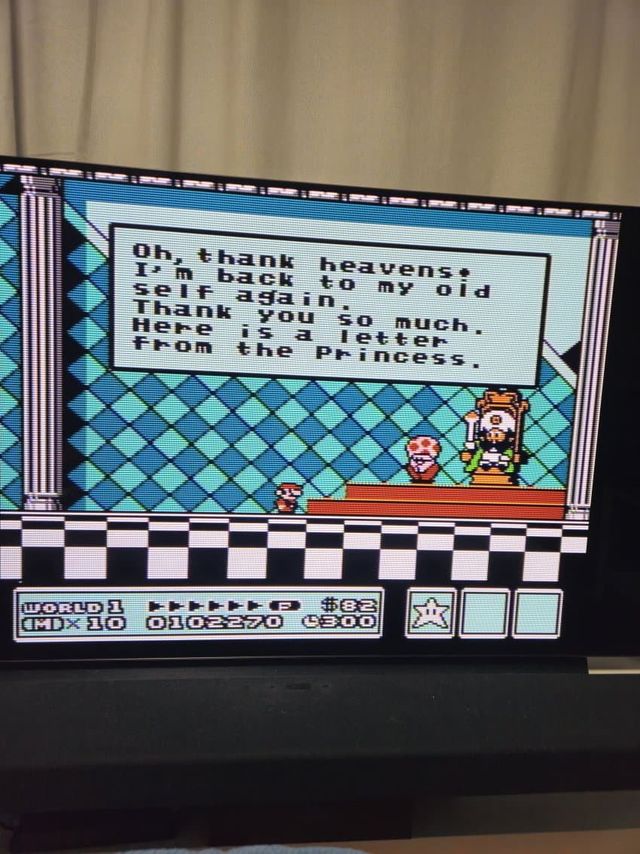 Oh, thank heavens!
I'm back to my old
self again.
Thank you so much.
Here is a letter
from the Princess.
WORLD 1 P $82
(M)× 10 0102270 300